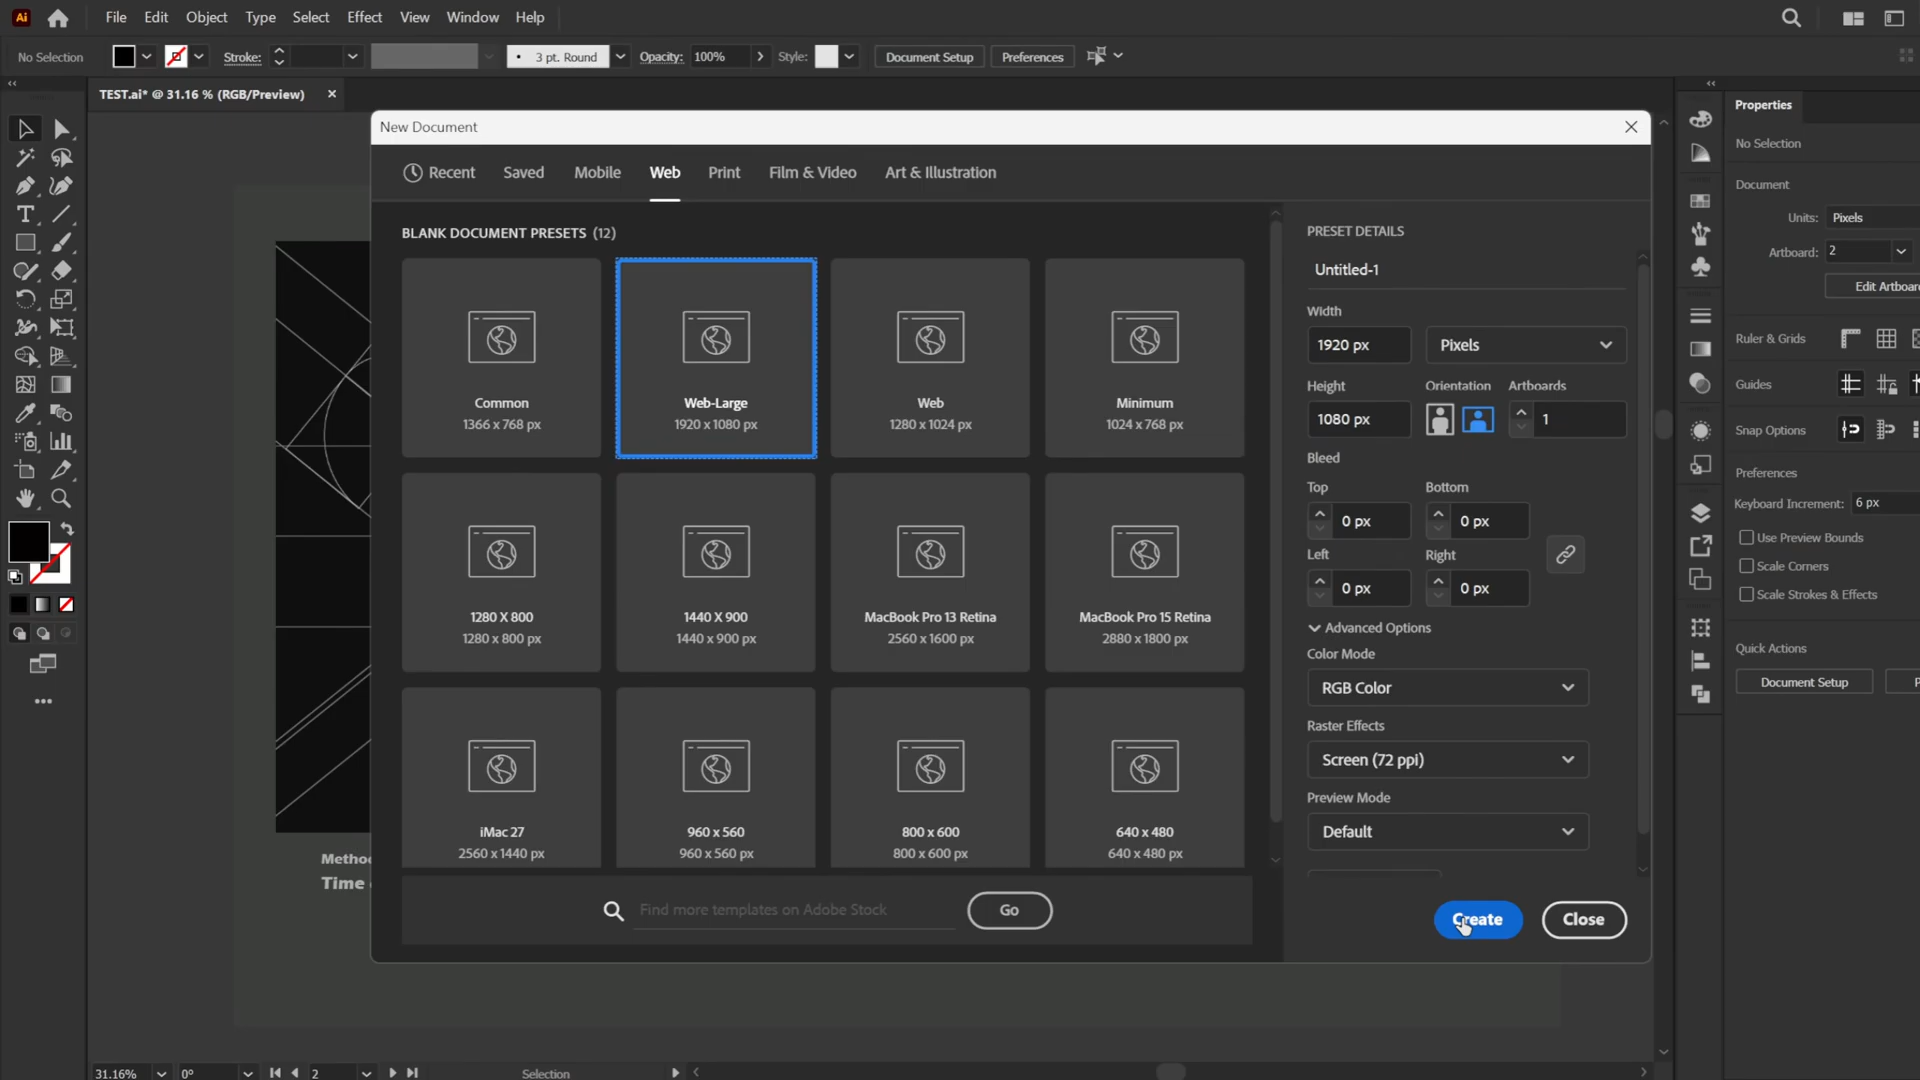 Ai File Edit Object Type Select Effect View Window Help
No Selection Stroke: 3 pt. Round Opacity: 100% Style: Document Setup Preferences
TEST.ai* @ 31.16 % (RGB/Preview)
New Document
Recent Saved Mobile Web Print Film & Video Art & Illustration
BLANK DOCUMENT PRESETS (12)
Common
1366 x 768 px
Web-Large
1920 x 1080 px
Web
1280 x 1024 px
Minimum
1024 x 768 px
1280 X 800
1280 x 800 px
1440 X 900
1440 x 900 px
MacBook Pro 13 Retina
2560 x 1600 px
MacBook Pro 15 Retina
2880 x 1800 px
iMac 27
2560 x 1440 px
960 x 560
960 x 560 px
800 x 600
800 x 600 px
640 x 480
640 x 480 px
Find more templates on Adobe Stock Go
PRESET DETAILS
Untitled-1
Width
1920 px Pixels
Height Orientation Artboards
1080 px 1
Bleed
Top Bottom
0 px 0 px
Left Right
0 px 0 px
Advanced Options
Color Mode
RGB Color
Raster Effects
Screen (72 ppi)
Preview Mode
Default
Create Close
Properties
No Selection
Document
Units: Pixels
Artboard: 2
Edit Artboar
Ruler & Grids
Guides
Snap Options
Preferences
Keyboard Increment: 6 px
Use Preview Bounds
Scale Corners
Scale Strokes & Effects
Quick Actions
Document Setup P
Metho
Time
31.16% 0° 2 Selection